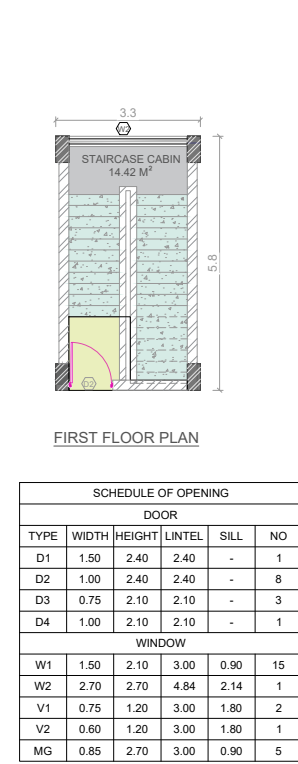 3.3
W2
STAIRCASE CABIN
14.42 M²
5.8
D2
FIRST FLOOR PLAN
SCHEDULE OF OPENING
DOOR
TYPE WIDTH HEIGHT LINTEL SILL NO
D1 1.50 2.40 2.40 - 1
D2 1.00 2.40 2.40 - 8
D3 0.75 2.10 2.10 - 3
D4 1.00 2.10 2.10 - 1
WINDOW
W1 1.50 2.10 3.00 0.90 15
W2 2.70 2.70 4.84 2.14 1
V1 0.75 1.20 3.00 1.80 2
V2 0.60 1.20 3.00 1.80 1
MG 0.85 2.70 3.00 0.90 5